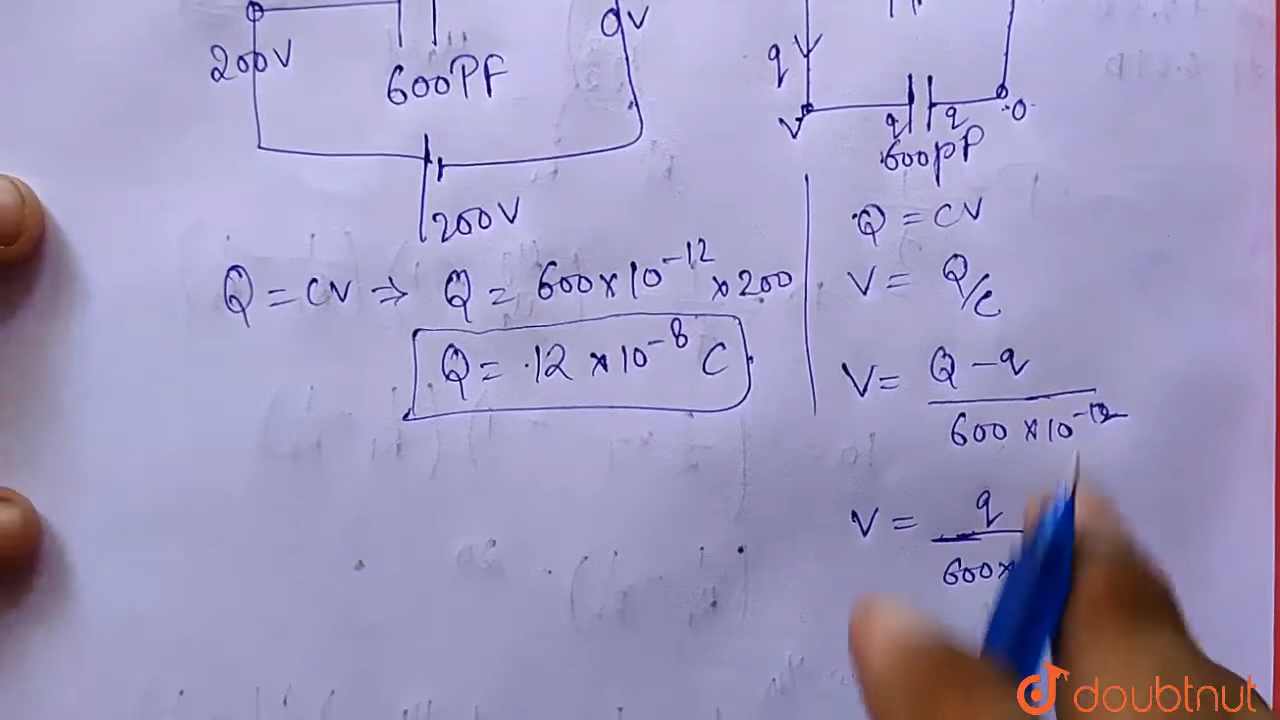 200V
600PF
0V
200V
Q = CV ⇒ Q = 600×10⁻¹² ×200
Q = .12 ×10⁻⁸ C
q
V
q q
.0.
600pF
Q = CV
V = Q/C
V = Q - q
600 ×10⁻¹²
V = q
600×
doubtnut